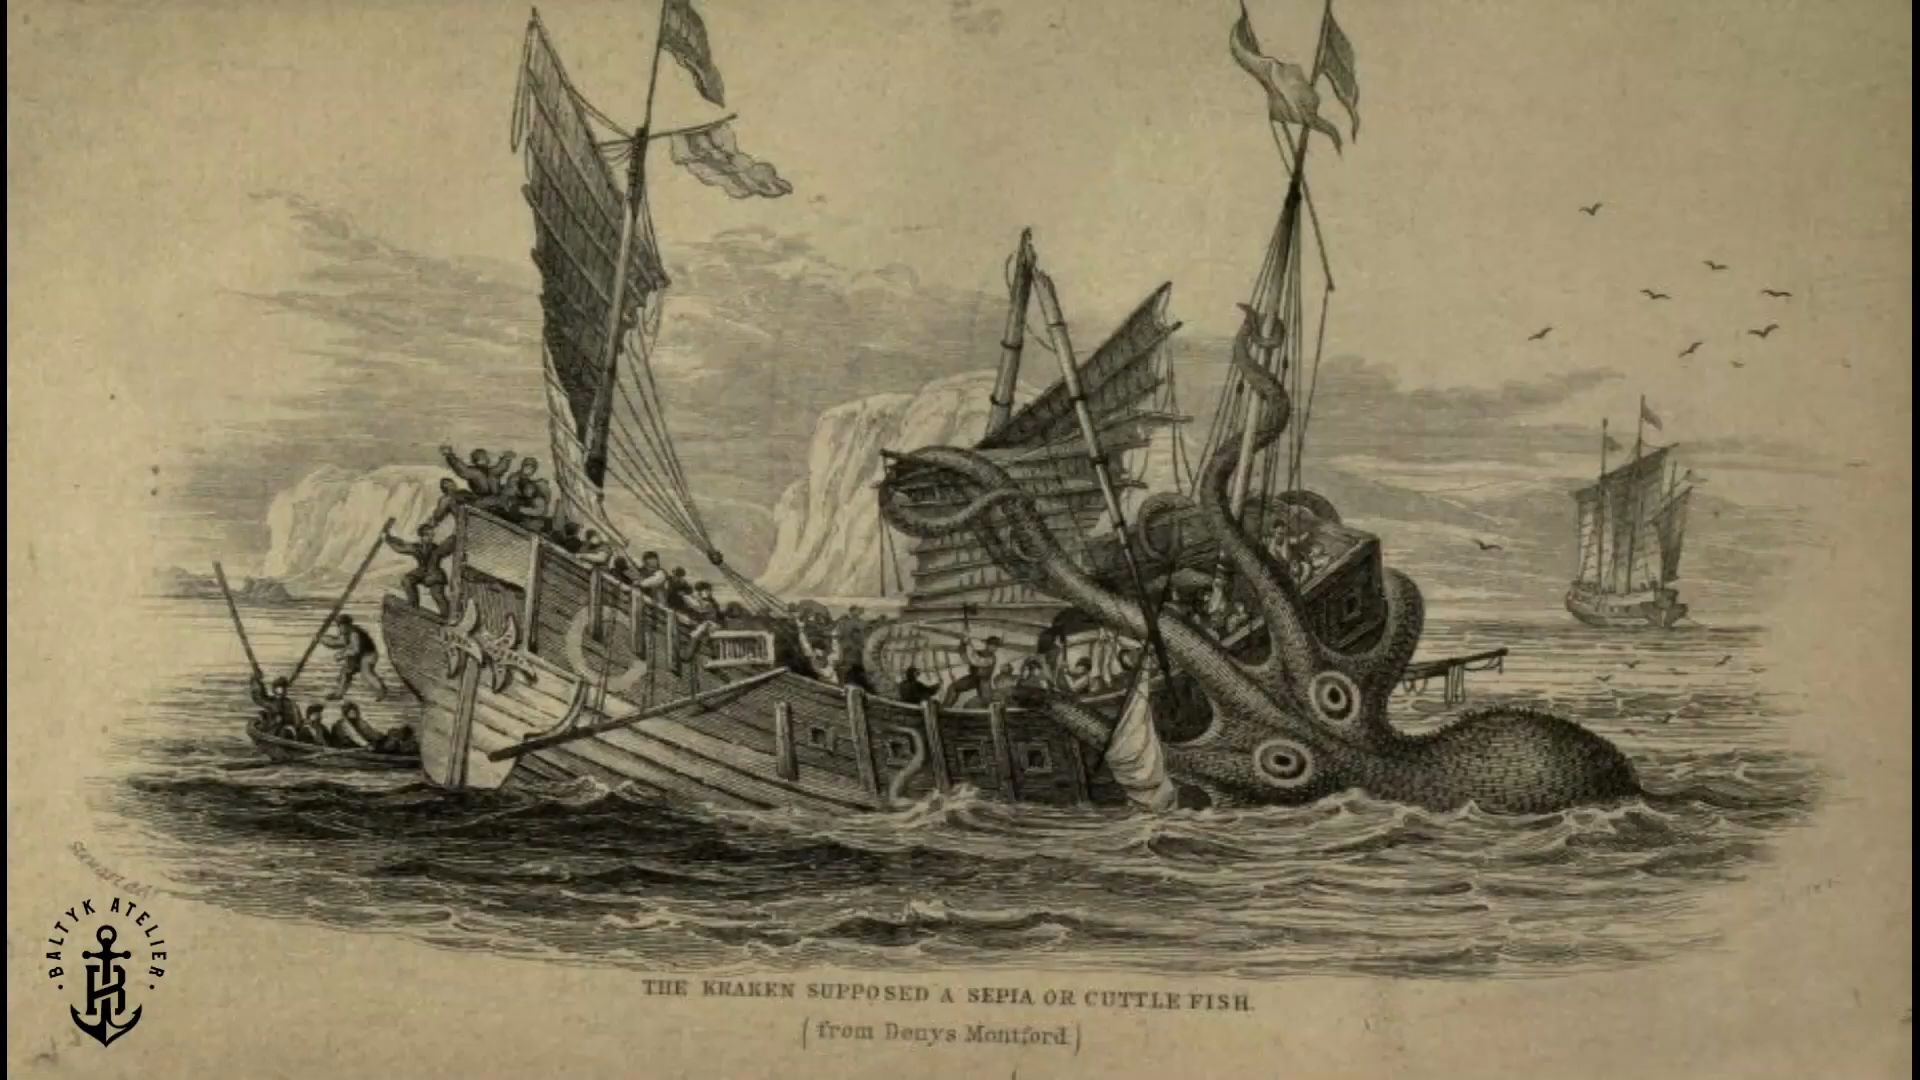 THE KRAKEN SUPPOSED A SEPIA OR CUTTLE FISH.
(from Denys Montford)
BALTYK ATELIER